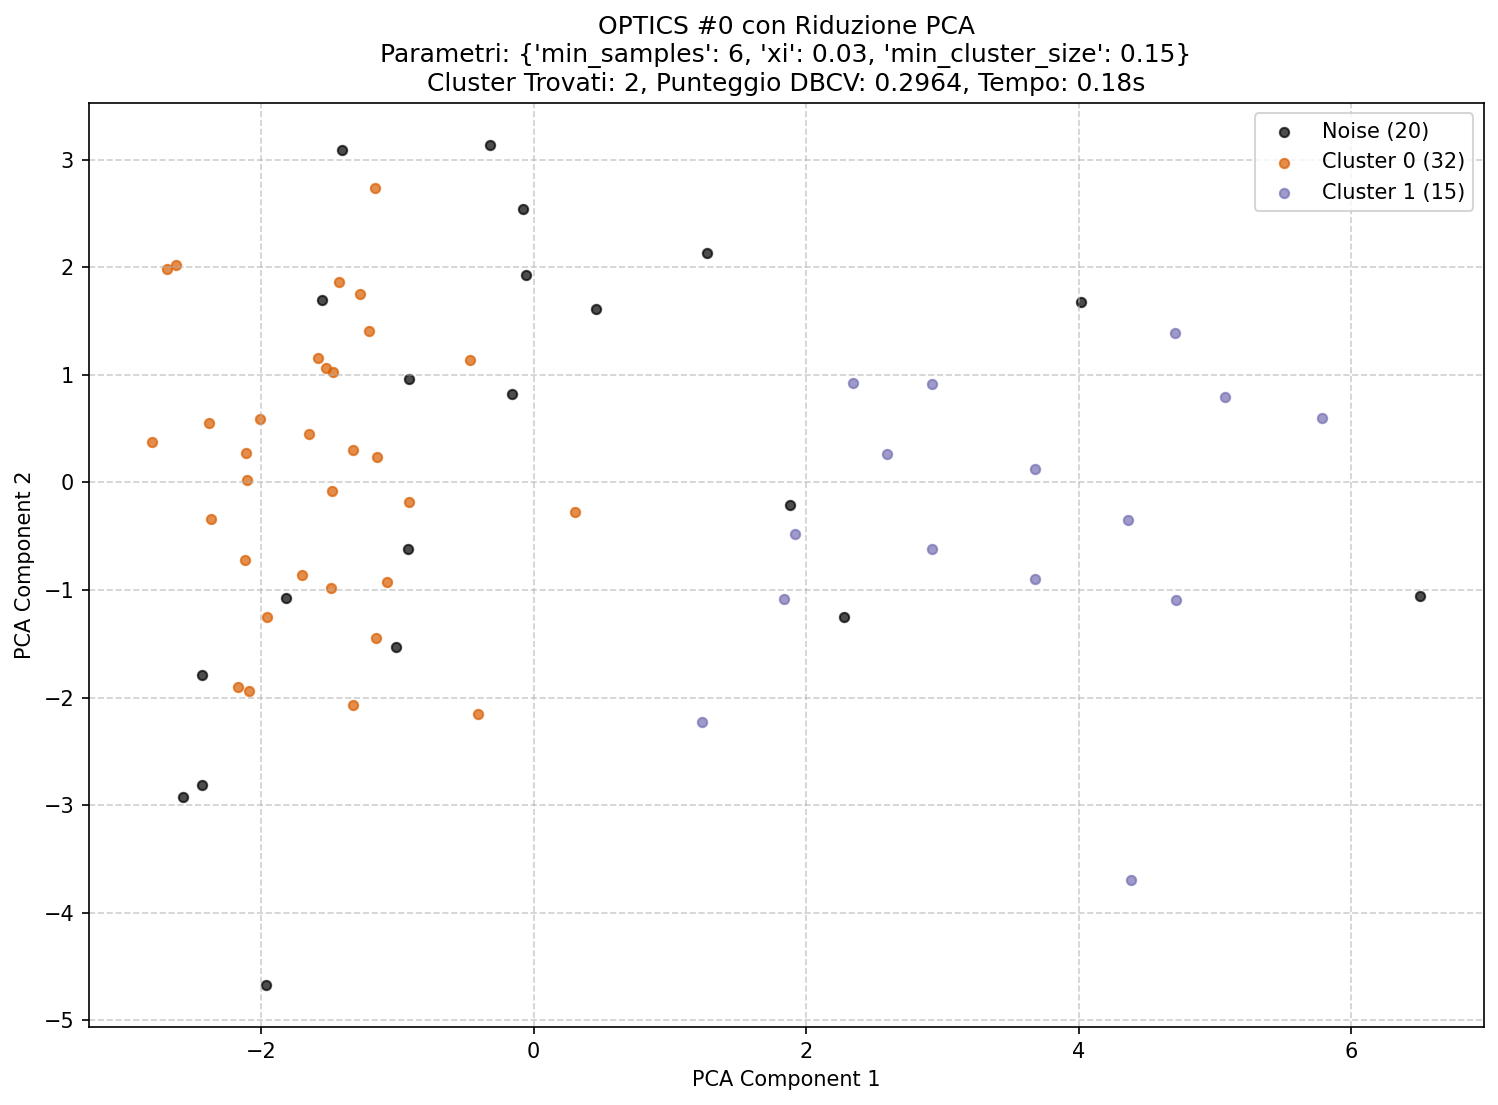 OPTICS #0 con Riduzione PCA
Parametri: {'min_samples': 6, 'xi': 0.03, 'min_cluster_size': 0.15}
Cluster Trovati: 2, Punteggio DBCV: 0.2964, Tempo: 0.18s
Noise (20)
Cluster 0 (32)
Cluster 1 (15)
PCA Component 2
3
2
1
0
−1
−2
−3
−4
−5
−2
0
2
4
6
PCA Component 1